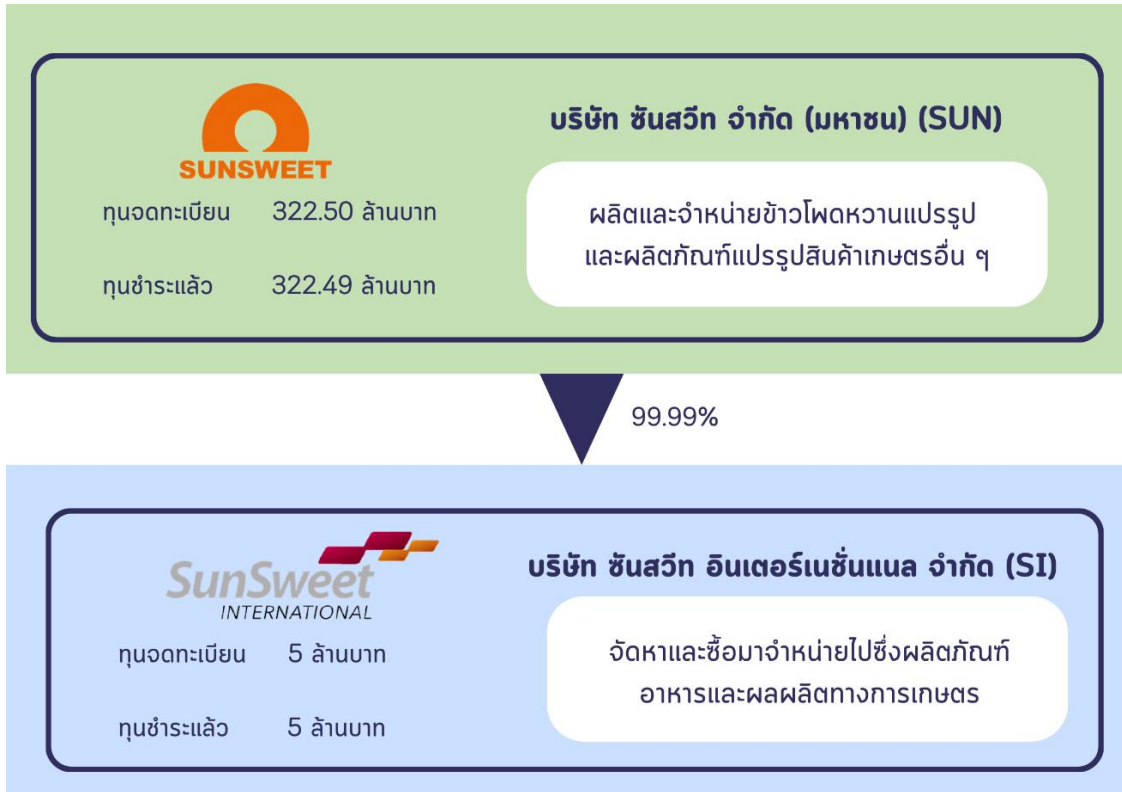 SUNSWEET
บริษัท ซันสวีท จำกัด (มหาชน) (SUN)
ทุนจดทะเบียน 322.50 ล้านบาท
ทุนชำระแล้ว 322.49 ล้านบาท
ผลิตและจำหน่ายข้าวโพดหวานแปรรูป
และผลิตภัณฑ์แปรรูปสินค้าเกษตรอื่น ๆ
99.99%
SunSweet
INTERNATIONAL
บริษัท ซันสวีท อินเตอร์เนชั่นแนล จำกัด (SI)
ทุนจดทะเบียน 5 ล้านบาท
ทุนชำระแล้ว 5 ล้านบาท
จัดหาและซื้อมาจำหน่ายไปซึ่งผลิตภัณฑ์
อาหารและผลผลิตทางการเกษตร